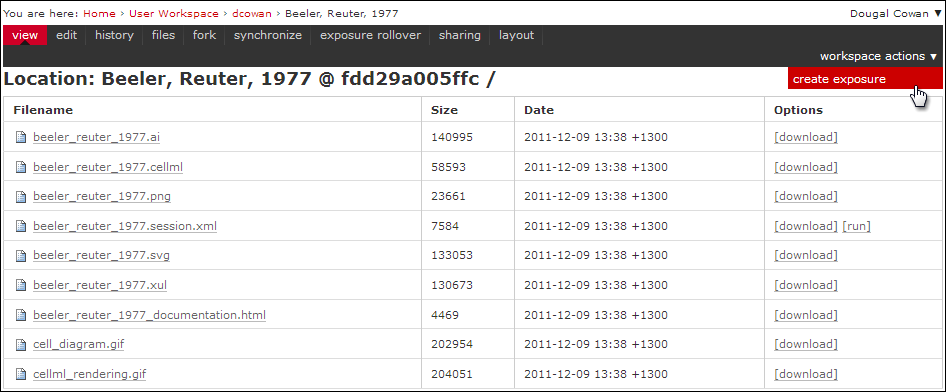 You are here: Home › User Workspace › dcowan › Beeler, Reuter, 1977 Dougal Cowan ▼
view edit history files fork synchronize exposure rollover sharing layout
workspace actions ▼
Location: Beeler, Reuter, 1977 @ fdd29a005ffc /
create exposure
Filename Size Date Options
beeler_reuter_1977.ai 140995 2011-12-09 13:38 +1300 [download]
beeler_reuter_1977.cellml 58593 2011-12-09 13:38 +1300 [download]
beeler_reuter_1977.png 23661 2011-12-09 13:38 +1300 [download]
beeler_reuter_1977.session.xml 7584 2011-12-09 13:38 +1300 [download] [run]
beeler_reuter_1977.svg 133053 2011-12-09 13:38 +1300 [download]
beeler_reuter_1977.xul 130673 2011-12-09 13:38 +1300 [download]
beeler_reuter_1977_documentation.html 4469 2011-12-09 13:38 +1300 [download]
cell_diagram.gif 202954 2011-12-09 13:38 +1300 [download]
cellml_rendering.gif 204051 2011-12-09 13:38 +1300 [download]